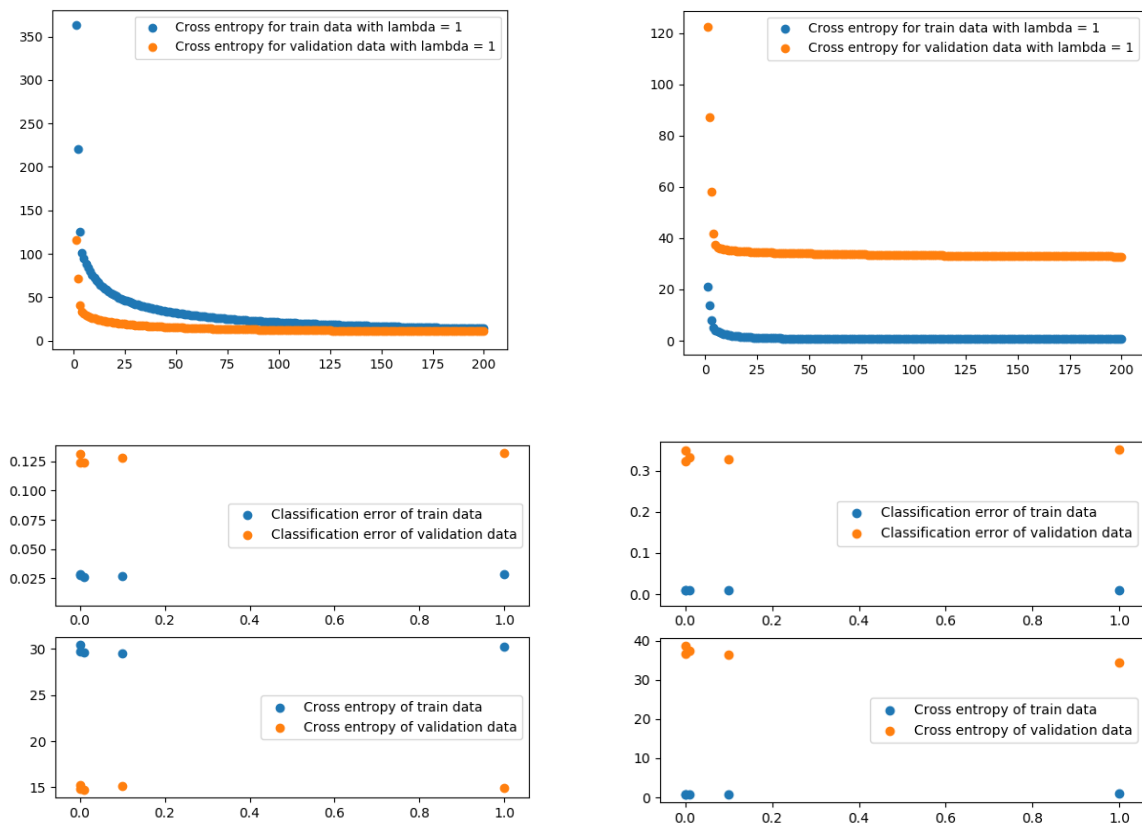 Cross entropy for train data with lambda = 1
Cross entropy for validation data with lambda = 1
350
300
250
200
150
100
50
0
0 25 50 75 100 125 150 175 200
Cross entropy for train data with lambda = 1
Cross entropy for validation data with lambda = 1
120
100
80
60
40
20
0
0 25 50 75 100 125 150 175 200
0.125
0.100
0.075
0.050
0.025
Classification error of train data
Classification error of validation data
0.0 0.2 0.4 0.6 0.8 1.0
0.3
0.2
0.1
0.0
Classification error of train data
Classification error of validation data
0.0 0.2 0.4 0.6 0.8 1.0
30
25
20
15
Cross entropy of train data
Cross entropy of validation data
0.0 0.2 0.4 0.6 0.8 1.0
40
30
20
10
0
Cross entropy of train data
Cross entropy of validation data
0.0 0.2 0.4 0.6 0.8 1.0